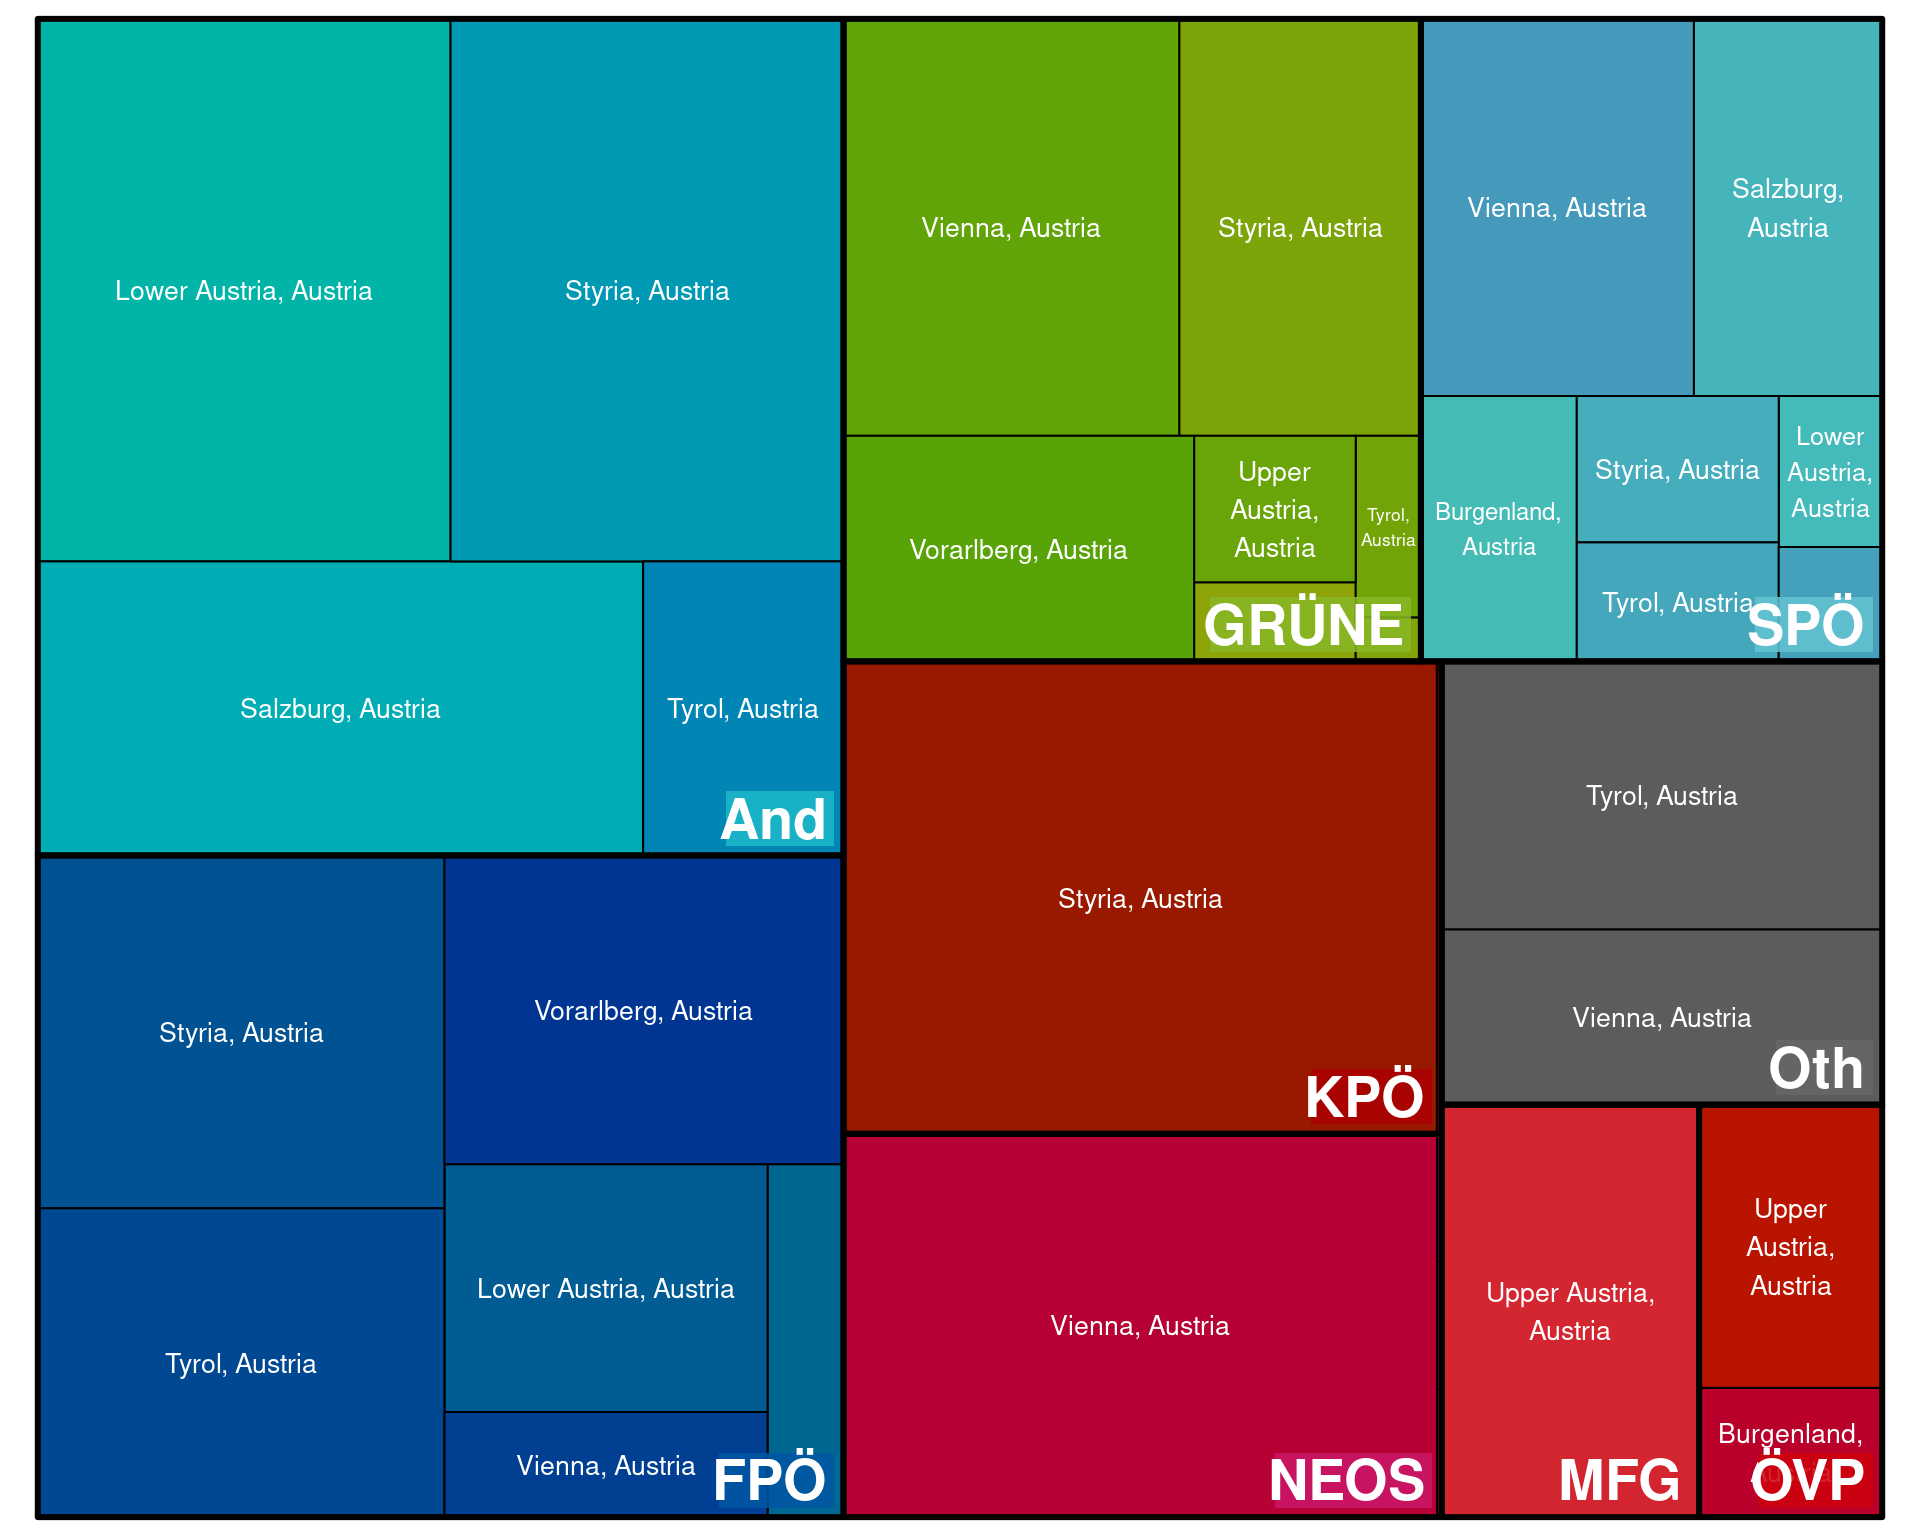 Lower Austria, Austria
Styria, Austria
Salzburg, Austria
Tyrol, Austria
And
Styria, Austria
Vorarlberg, Austria
Tyrol, Austria
Lower Austria, Austria
Vienna, Austria
FPÖ
Vienna, Austria
Styria, Austria
Vorarlberg, Austria
Upper
Austria,
Austria
Tyrol,
Austria
GRÜNE
Vienna, Austria
Salzburg,
Austria
Burgenland,
Austria
Styria, Austria
Lower
Austria,
Austria
Tyrol, Austria
SPÖ
Styria, Austria
KPÖ
Tyrol, Austria
Vienna, Austria
Oth
Vienna, Austria
NEOS
Upper Austria,
Austria
MFG
Upper
Austria,
Austria
Burgenland,
Austria
ÖVP